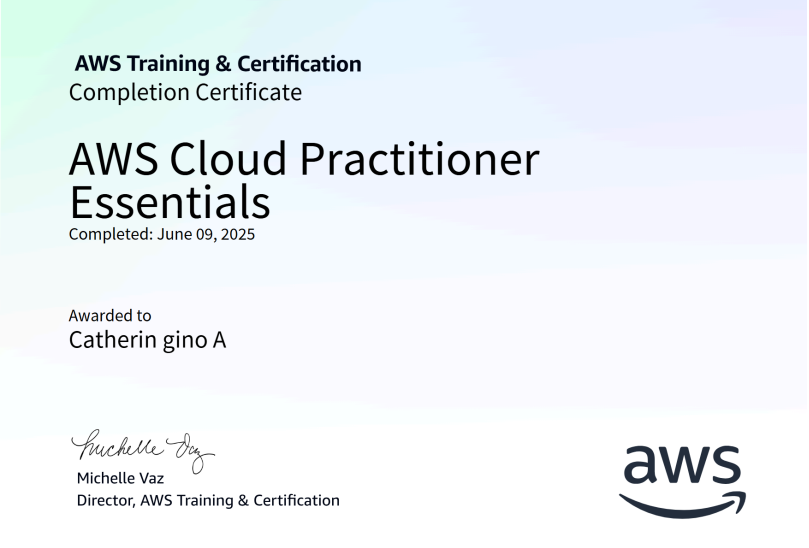 AWS Training & Certification
Completion Certificate
AWS Cloud Practitioner
Essentials
Completed: June 09, 2025
Awarded to
Catherin gino A
Michelle Vaz
Michelle Vaz
Director, AWS Training & Certification
aws